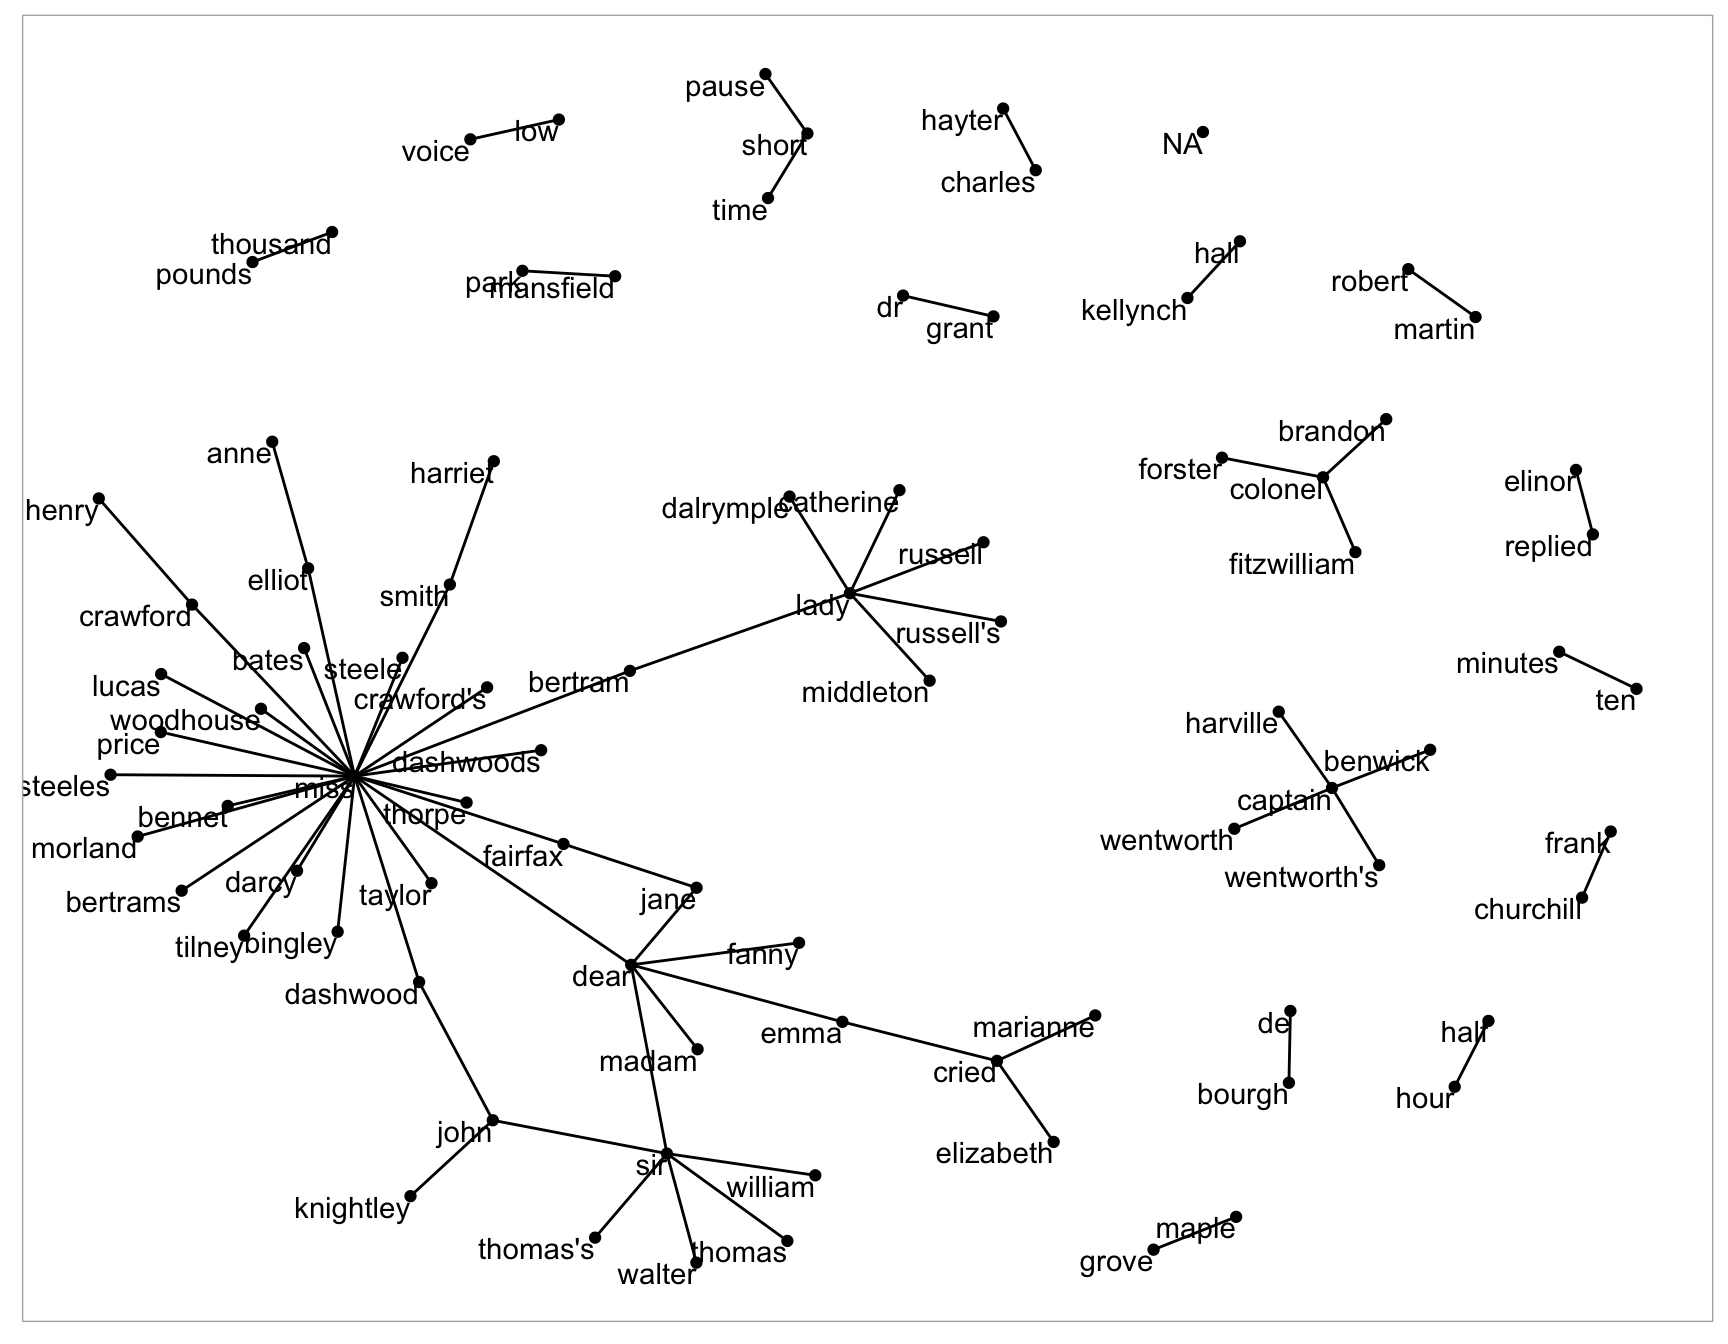 pause
hayter
low
NA
voice
short
charles
time
thousand
hall
pounds
robert
park
mansfield
dr
kellynch
grant
martin
brandon
anne
forster
harriet
elinor
colonel
catherine
dalrymple
henry
replied
russell
fitzwilliam
elliot
smith
lady
crawford
russell's
bates
minutes
steele
bertram
lucas
middleton
crawford's
ten
woodhouse
harville
price
benwick
dashwoods
steeles
miss
captain
thorpe
bennet
wentworth
frank
morland
fairfax
wentworth's
darcy
taylor
jane
bertrams
churchill
bingley
tilney
fanny
dear
dashwood
de
marianne
emma
half
madam
cried
bourgh
hour
john
elizabeth
sir
william
knightley
maple
thomas's
thomas
grove
walter